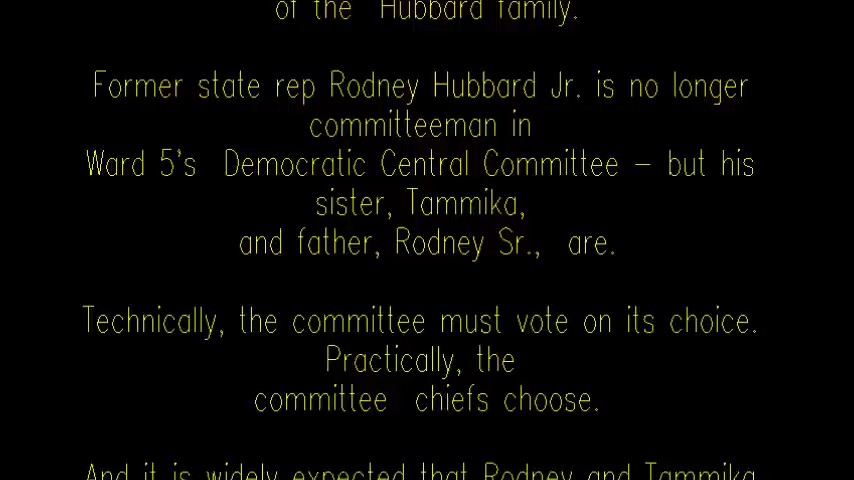 of the Hubbard family.
Former state rep Rodney Hubbard Jr. is no longer
committeeman in
Ward 5's Democratic Central Committee – but his
sister, Tammika,
and father, Rodney Sr., are.
Technically, the committee must vote on its choice.
Practically, the
committee chiefs choose.
And it is widely expected that Rodney and Tammika